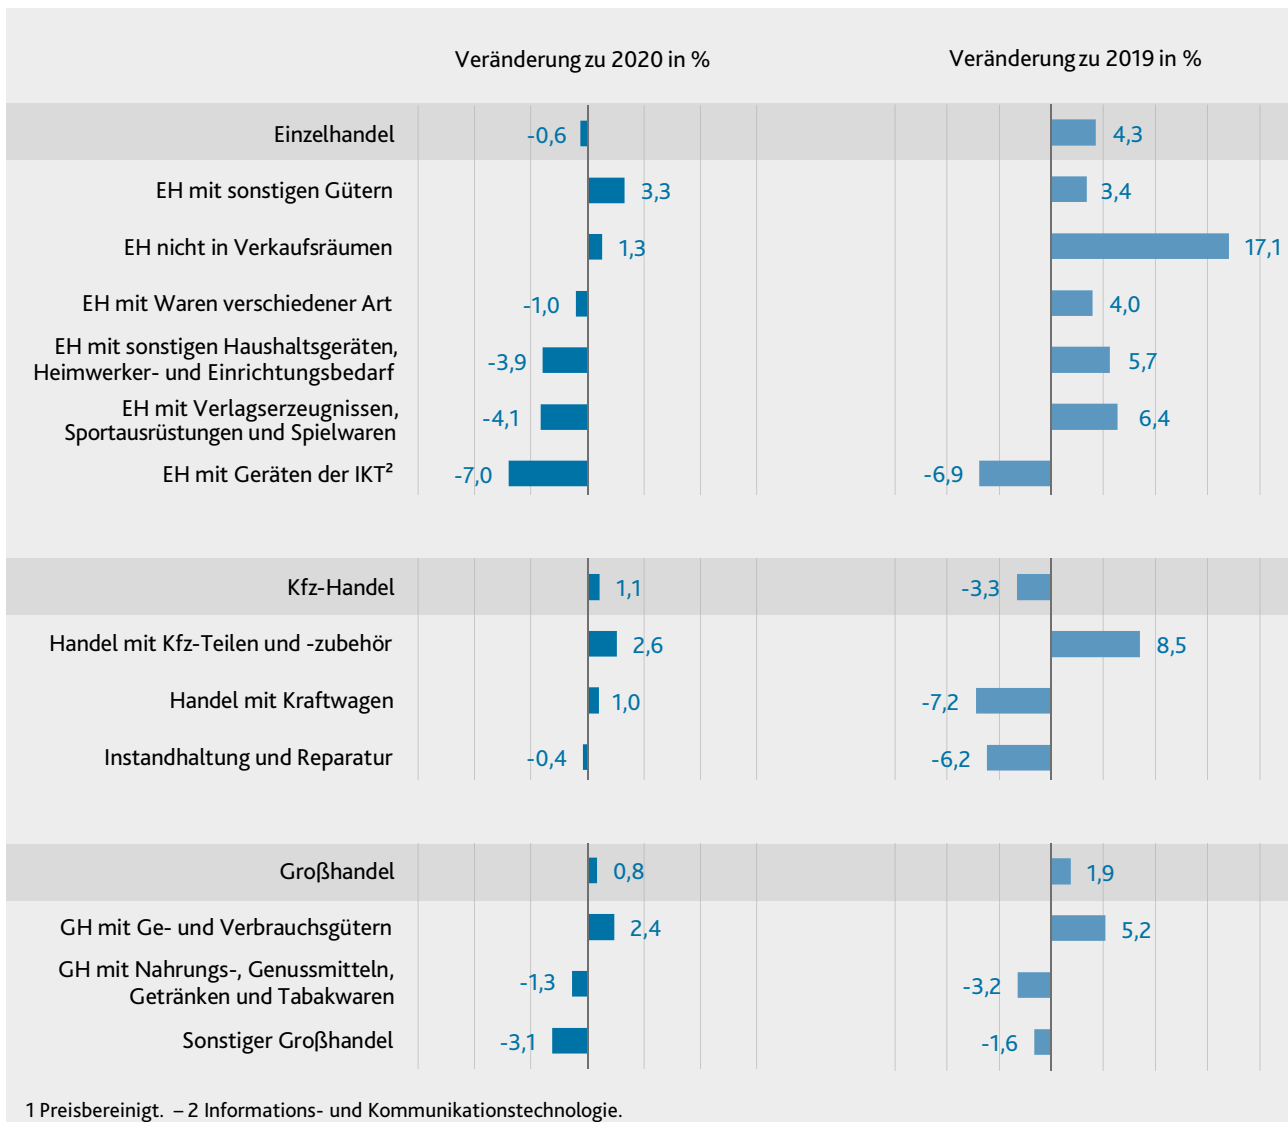 Veränderung zu 2020 in %
Veränderung zu 2019 in %
Einzelhandel
-0,6
4,3
EH mit sonstigen Gütern
3,3
3,4
EH nicht in Verkaufsräumen
1,3
17,1
EH mit Waren verschiedener Art
-1,0
4,0
EH mit sonstigen Haushaltsgeräten,
Heimwerker- und Einrichtungsbedarf
-3,9
5,7
EH mit Verlagserzeugnissen,
Sportausrüstungen und Spielwaren
-4,1
6,4
EH mit Geräten der IKT²
-7,0
-6,9
Kfz-Handel
1,1
-3,3
Handel mit Kfz-Teilen und -zubehör
2,6
8,5
Handel mit Kraftwagen
1,0
-7,2
Instandhaltung und Reparatur
-0,4
-6,2
Großhandel
0,8
1,9
GH mit Ge- und Verbrauchsgütern
2,4
5,2
GH mit Nahrungs-, Genussmitteln,
Getränken und Tabakwaren
-1,3
-3,2
Sonstiger Großhandel
-3,1
-1,6
1 Preisbereinigt. – 2 Informations- und Kommunikationstechnologie.